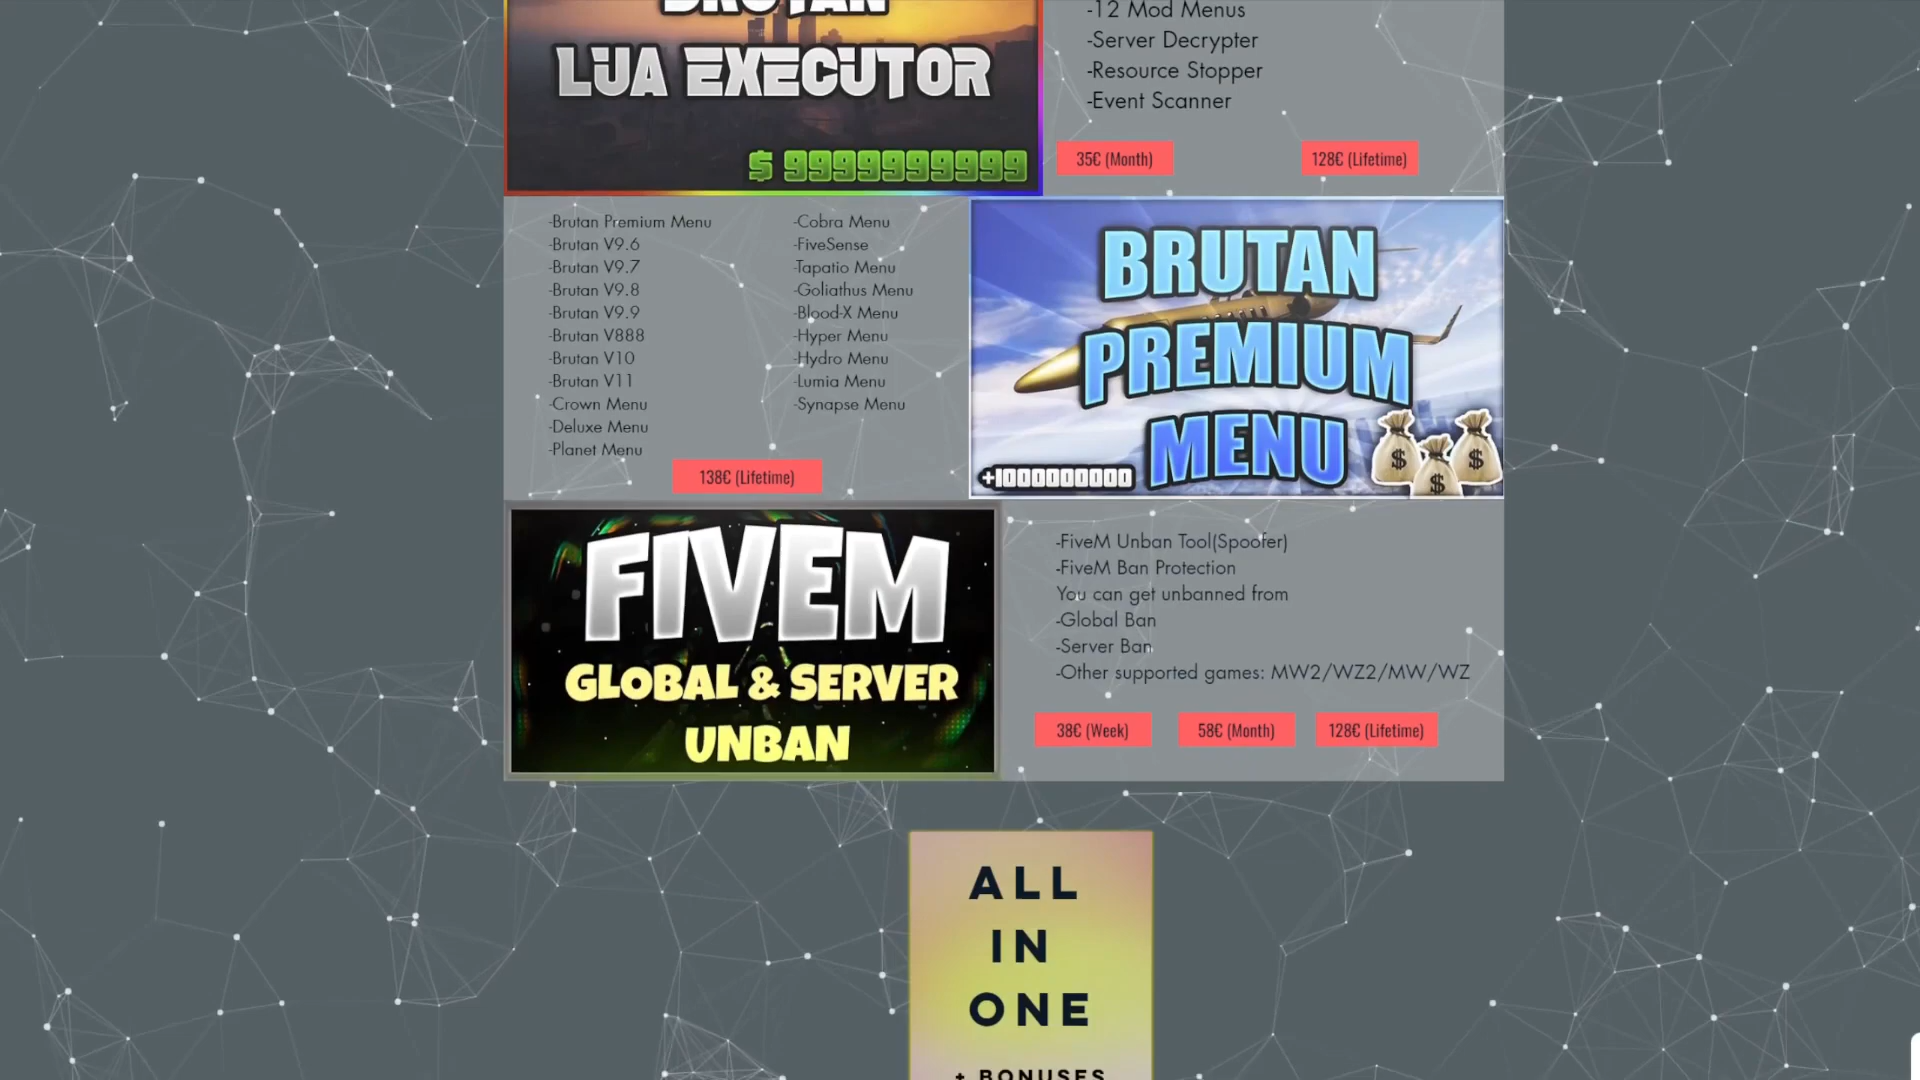 BRUTAN
LUA EXECUTOR
$ 9999999999
-12 Mod Menus
-Server Decrypter
-Resource Stopper
-Event Scanner
35€ (Month)
128€ (Lifetime)
-Brutan Premium Menu
-Brutan V9.6
-Brutan V9.7
-Brutan V9.8
-Brutan V9.9
-Brutan V888
-Brutan V10
-Brutan V11
-Crown Menu
-Deluxe Menu
-Planet Menu
-Cobra Menu
-FiveSense
-Tapatio Menu
-Goliathus Menu
-Blood-X Menu
-Hyper Menu
-Hydro Menu
-Lumia Menu
-Synapse Menu
138€ (Lifetime)
BRUTAN
PREMIUM
MENU
+1000000000
$ $ $
FIVEM
GLOBAL & SERVER
UNBAN
-FiveM Unban Tool(Spoofer)
-FiveM Ban Protection
You can get unbanned from
-Global Ban
-Server Ban
-Other supported games: MW2/WZ2/MW/WZ
38€ (Week)
58€ (Month)
128€ (Lifetime)
ALL
IN
ONE
+ BONUSES